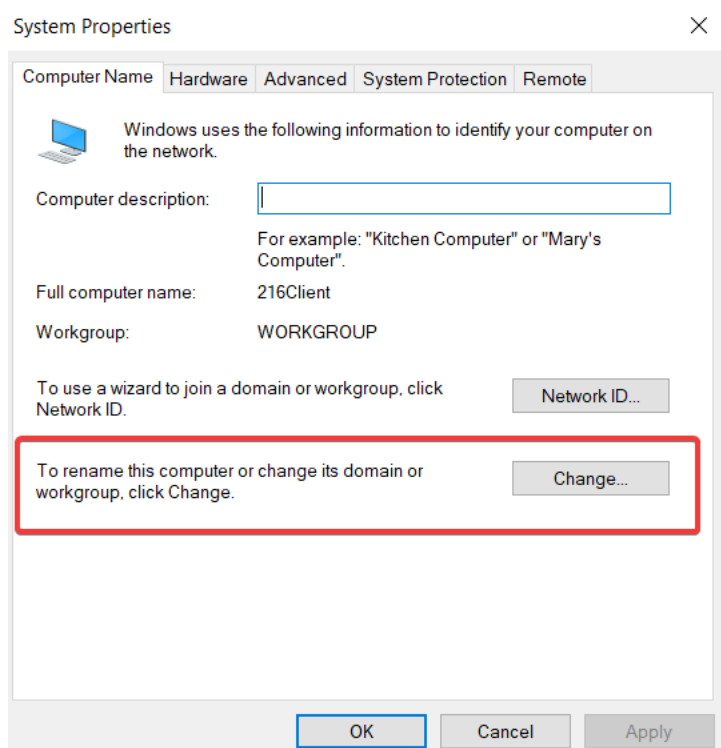 System Properties
Computer Name Hardware Advanced System Protection Remote
Windows uses the following information to identify your computer on
the network.
Computer description:
For example: "Kitchen Computer" or "Mary's
Computer".
Full computer name: 216Client
Workgroup: WORKGROUP
To use a wizard to join a domain or workgroup, click
Network ID.
Network ID...
To rename this computer or change its domain or
workgroup, click Change.
Change...
OK Cancel Apply